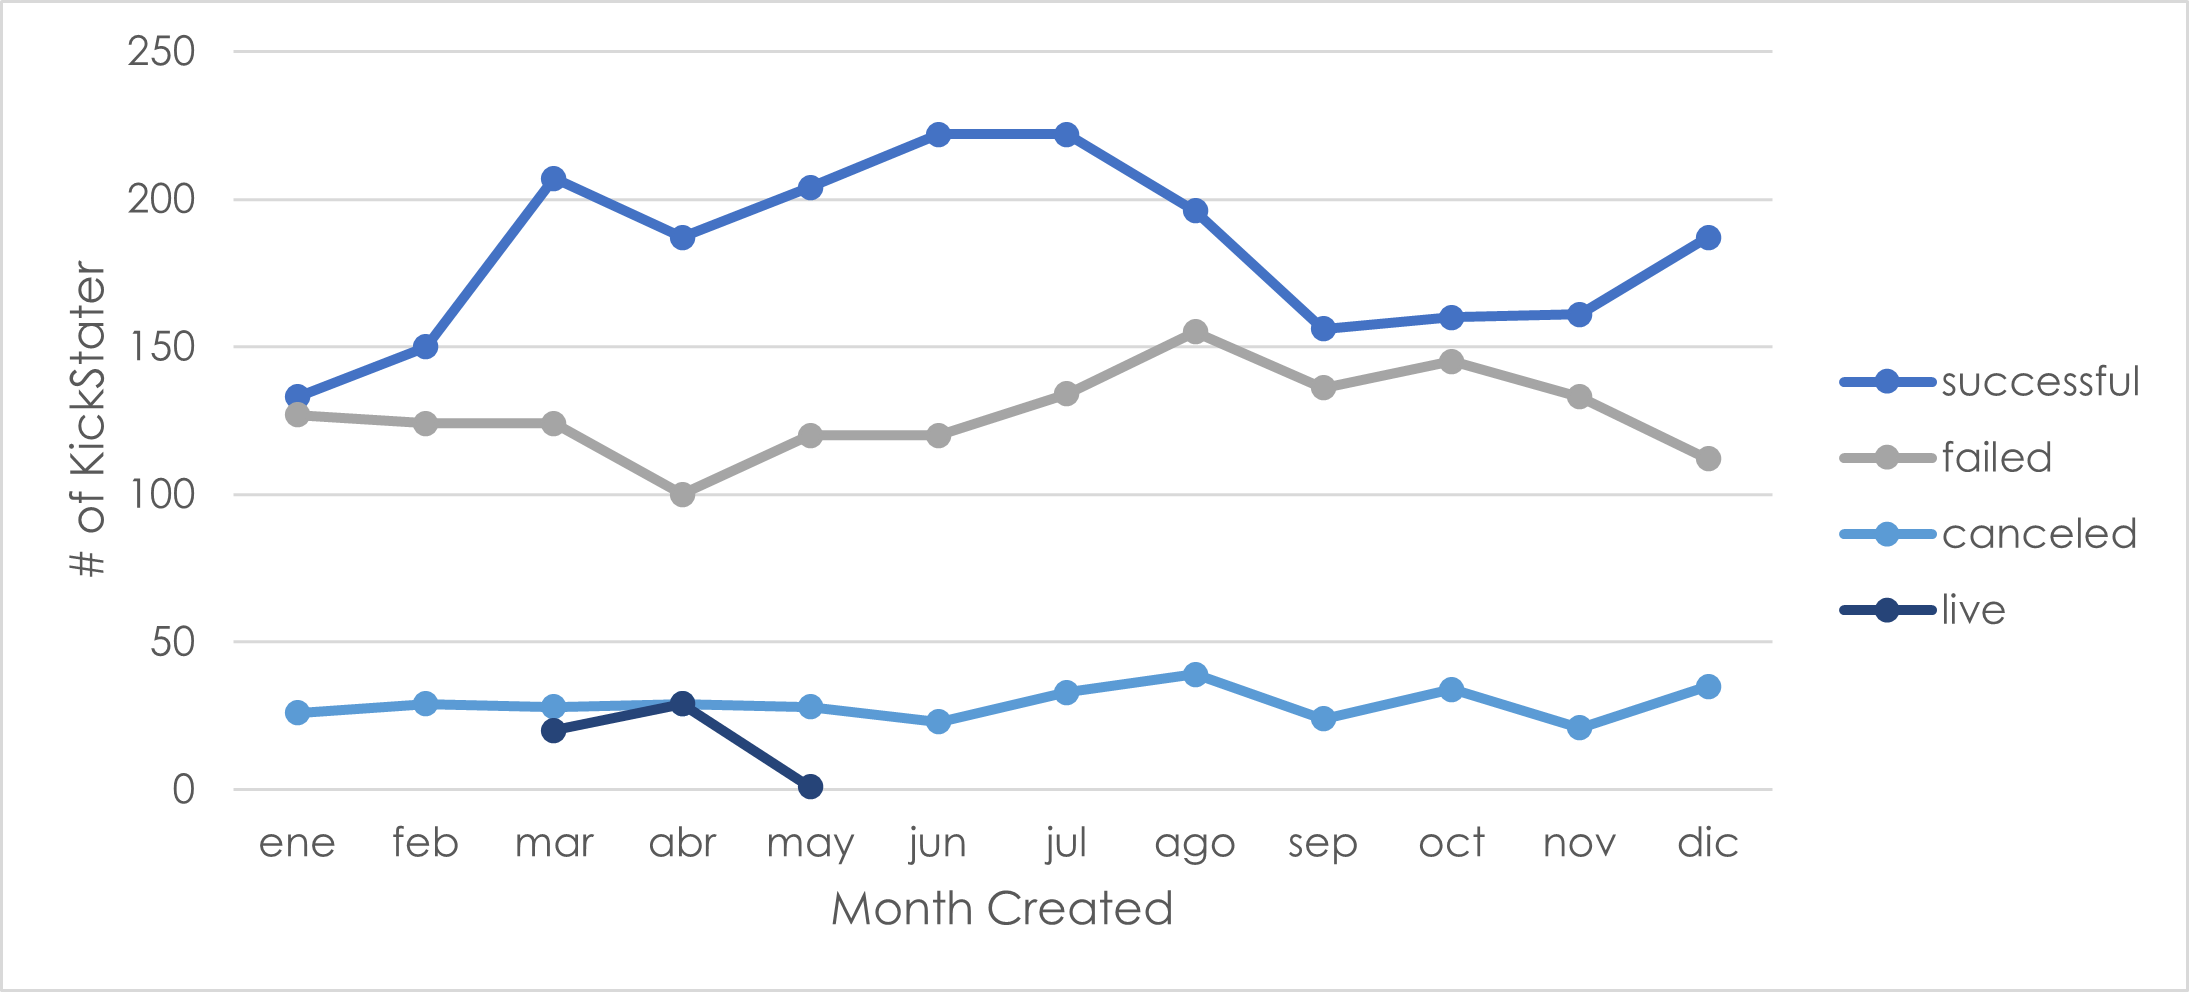 250
200
150
100
50
0
# of KickStater
ene feb mar abr may jun jul ago sep oct nov dic
Month Created
successful
failed
canceled
live